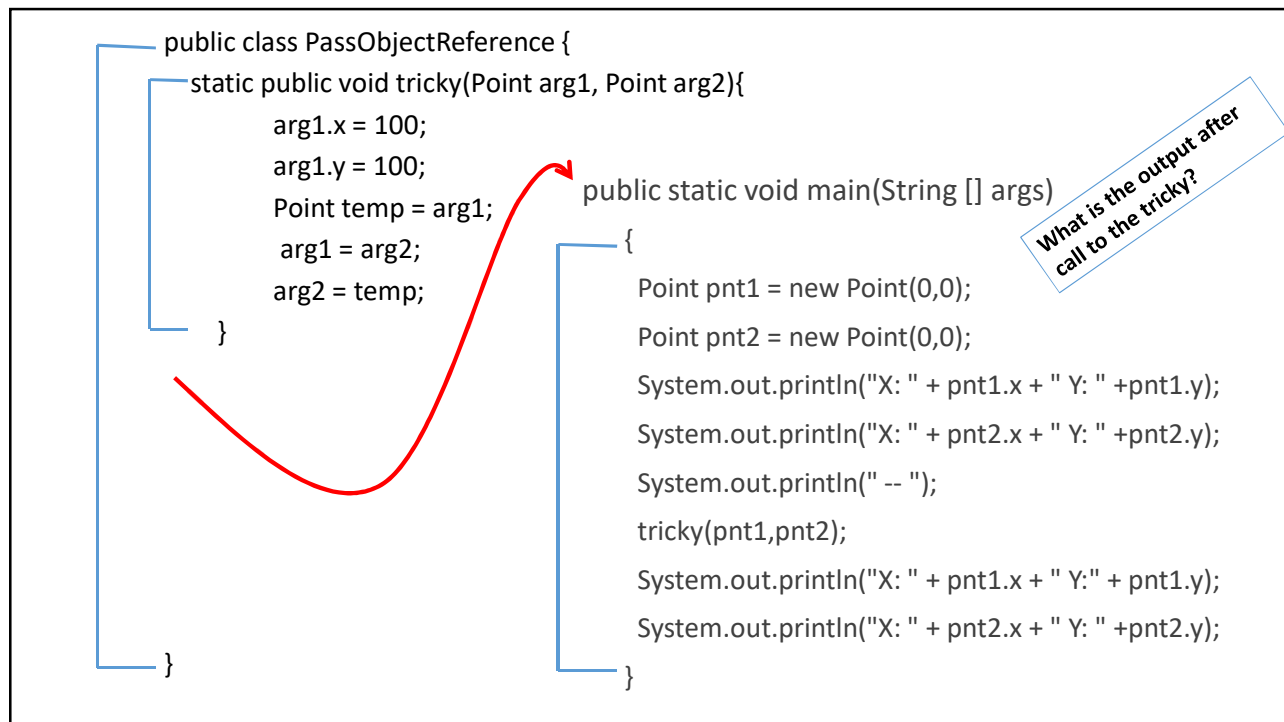 public class PassObjectReference {
static public void tricky(Point arg1, Point arg2){
arg1.x = 100;
arg1.y = 100;
Point temp = arg1;
arg1 = arg2;
arg2 = temp;
}
public static void main(String [] args)
{
Point pnt1 = new Point(0,0);
Point pnt2 = new Point(0,0);
System.out.println("X: " + pnt1.x + " Y: " +pnt1.y);
System.out.println("X: " + pnt2.x + " Y: " +pnt2.y);
System.out.println(" -- ");
tricky(pnt1,pnt2);
System.out.println("X: " + pnt1.x + " Y:" + pnt1.y);
System.out.println("X: " + pnt2.x + " Y: " +pnt2.y);
}
}
What is the output after
call to the tricky?